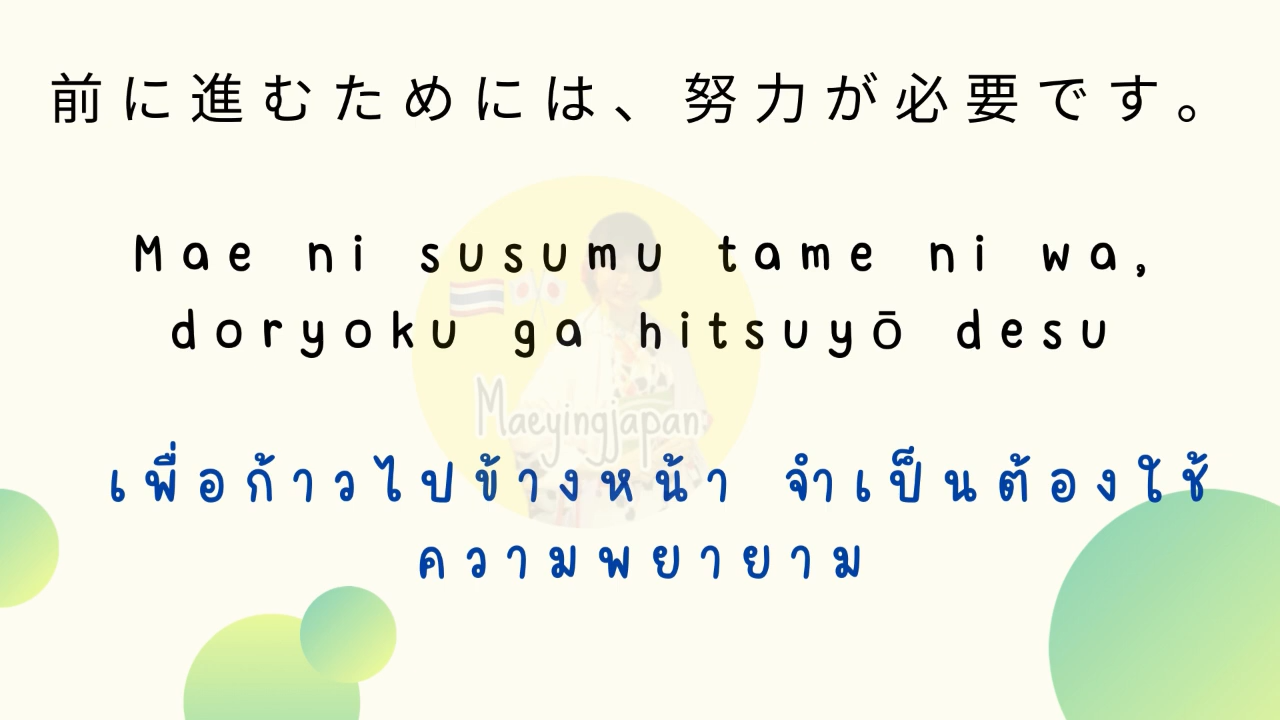 前に進むためには、努力が必要です。
Mae ni susumu tame ni wa,
doryoku ga hitsuyō desu
Maeyingjapan
เพื่อก้าวไปข้างหน้า จำเป็นต้องใช้
ความพยายาม